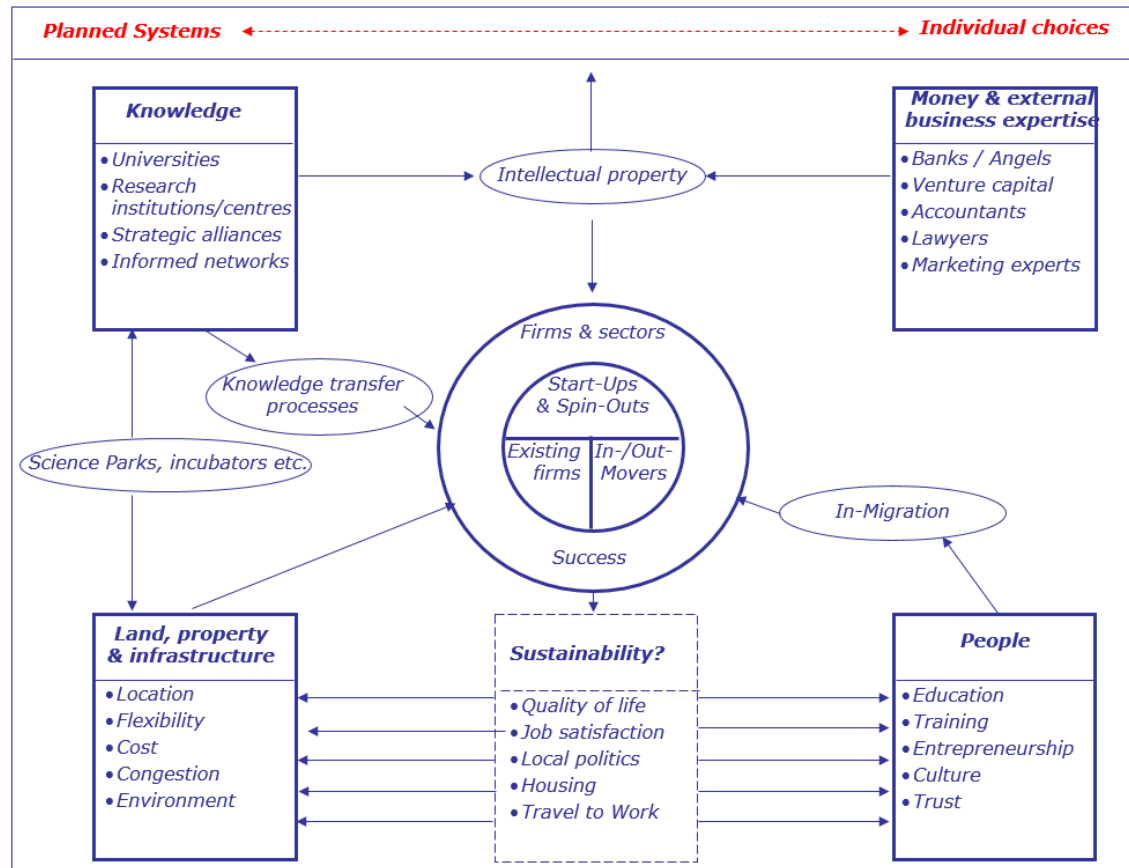 Planned Systems
Individual choices
Knowledge
• Universities
• Research
institutions/centres
• Strategic alliances
• Informed networks
Intellectual property
Money & external
business expertise
• Banks / Angels
• Venture capital
• Accountants
• Lawyers
• Marketing experts
Knowledge transfer
processes
Science Parks, incubators etc.
Firms & sectors
Start-Ups
& Spin-Outs
Existing
firms
In-/Out-
Movers
Success
In-Migration
Land, property
& infrastructure
• Location
• Flexibility
• Cost
• Congestion
• Environment
Sustainability?
• Quality of life
• Job satisfaction
• Local politics
• Housing
• Travel to Work
People
• Education
• Training
• Entrepreneurship
• Culture
• Trust